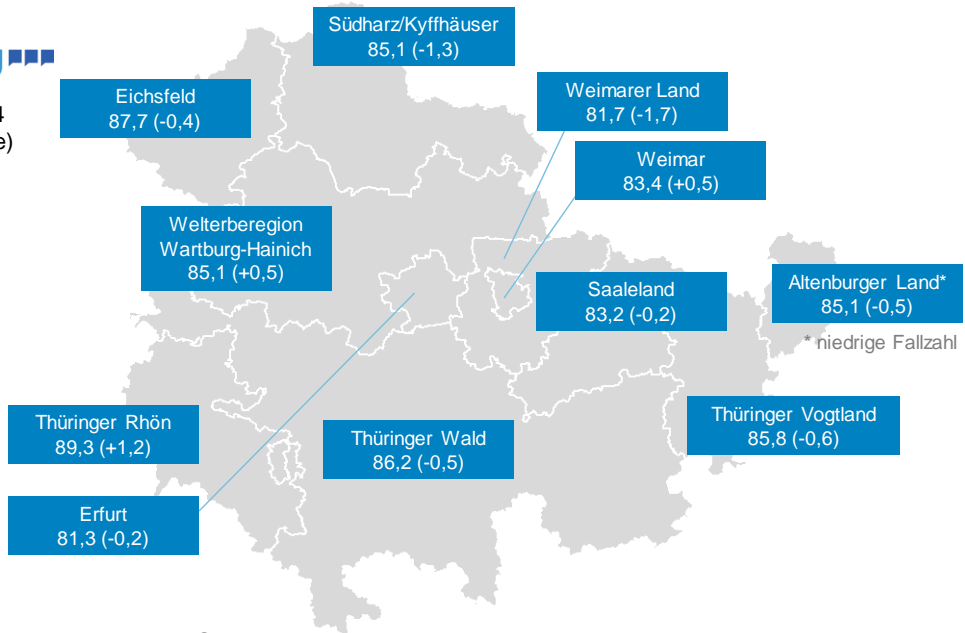 Südharz/Kyffhäuser
85,1 (-1,3)
Eichsfeld
87,7 (-0,4)
4
e)
Weimarer Land
81,7 (-1,7)
Weimar
83,4 (+0,5)
Welterberegion
Wartburg-Hainich
85,1 (+0,5)
Saaleland
83,2 (-0,2)
Altenburger Land*
85,1 (-0,5)
* niedrige Fallzahl
Thüringer Rhön
89,3 (+1,2)
Thüringer Wald
86,2 (-0,5)
Thüringer Vogtland
85,8 (-0,6)
Erfurt
81,3 (-0,2)